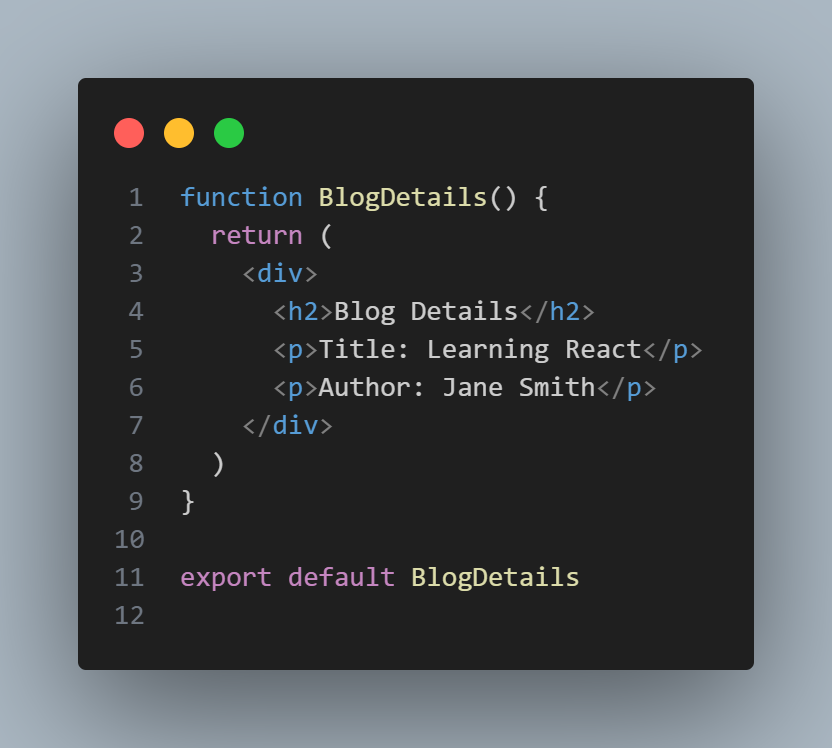 1 function BlogDetails() {
2   return (
3     <div>
4       <h2>Blog Details</h2>
5       <p>Title: Learning React</p>
6       <p>Author: Jane Smith</p>
7     </div>
8   )
9 }
10
11 export default BlogDetails
12